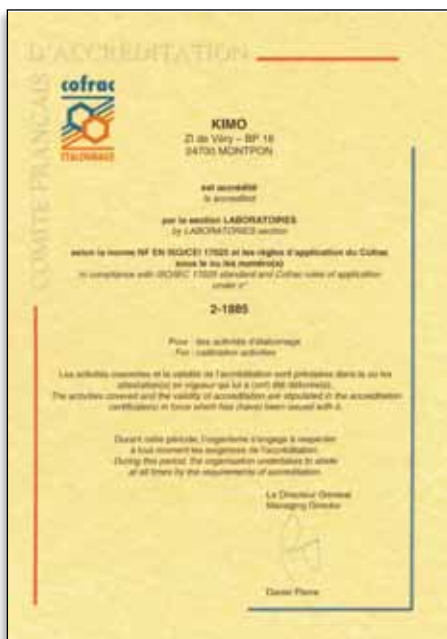 D'ACCREDITATION
COMITE FRANÇAIS
cofrac
ETALONNAGE
KIMO
ZI de Véry – BP 16
24700 MONTPON
est accrédité
is accredited
par la section LABORATOIRES
by LABORATORIES section
selon la norme NF EN ISO/CEI 17025 et les règles d'application du Cofrac
sous le ou les numéro(s)
in compliance with ISO/IEC 17025 standard and Cofrac rules of application
under n°
2-1885
Pour : des activités d'étalonnage
For : calibration activities
Les activités couvertes et la validité de l'accréditation sont précisées dans la ou les
attestation(s) en vigueur qui lui a (ont) été délivrée(s).
The activities covered and the validity of accreditation are stipulated in the accreditation
certificate(s) in force which has (have) been issued with it.
Durant cette période, l'organisme s'engage à respecter
à tout moment les exigences de l'accréditation.
During this period, the organisation undertakes to abide
at all times by the requirements of accreditation.
Le Directeur Général
Managing Director
Daniel Pierre